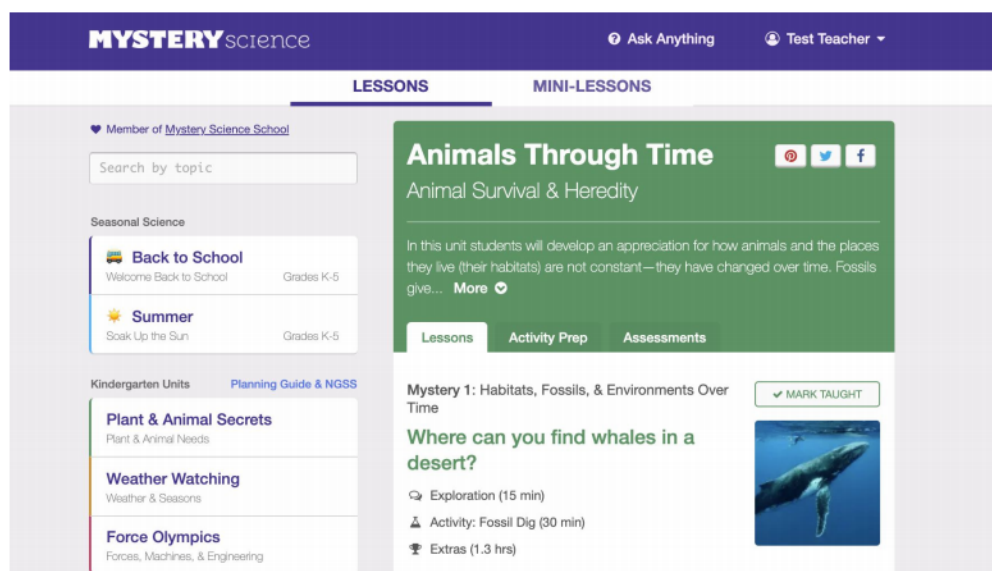 MYSTERYscience
Ask Anything
Test Teacher
LESSONS
MINI-LESSONS
Member of Mystery Science School
Search by topic
Seasonal Science
Back to School
Welcome Back to School
Grades K-5
Summer
Soak Up the Sun
Grades K-5
Kindergarten Units
Planning Guide & NGSS
Plant & Animal Secrets
Plant & Animal Needs
Weather Watching
Weather & Seasons
Force Olympics
Forces, Machines, & Engineering
Animals Through Time
Animal Survival & Heredity
In this unit students will develop an appreciation for how animals and the places
they live (their habitats) are not constant—they have changed over time. Fossils
give... More
Lessons
Activity Prep
Assessments
Mystery 1: Habitats, Fossils, & Environments Over
Time
MARK TAUGHT
Where can you find whales in a
desert?
Exploration (15 min)
Activity: Fossil Dig (30 min)
Extras (1.3 hrs)